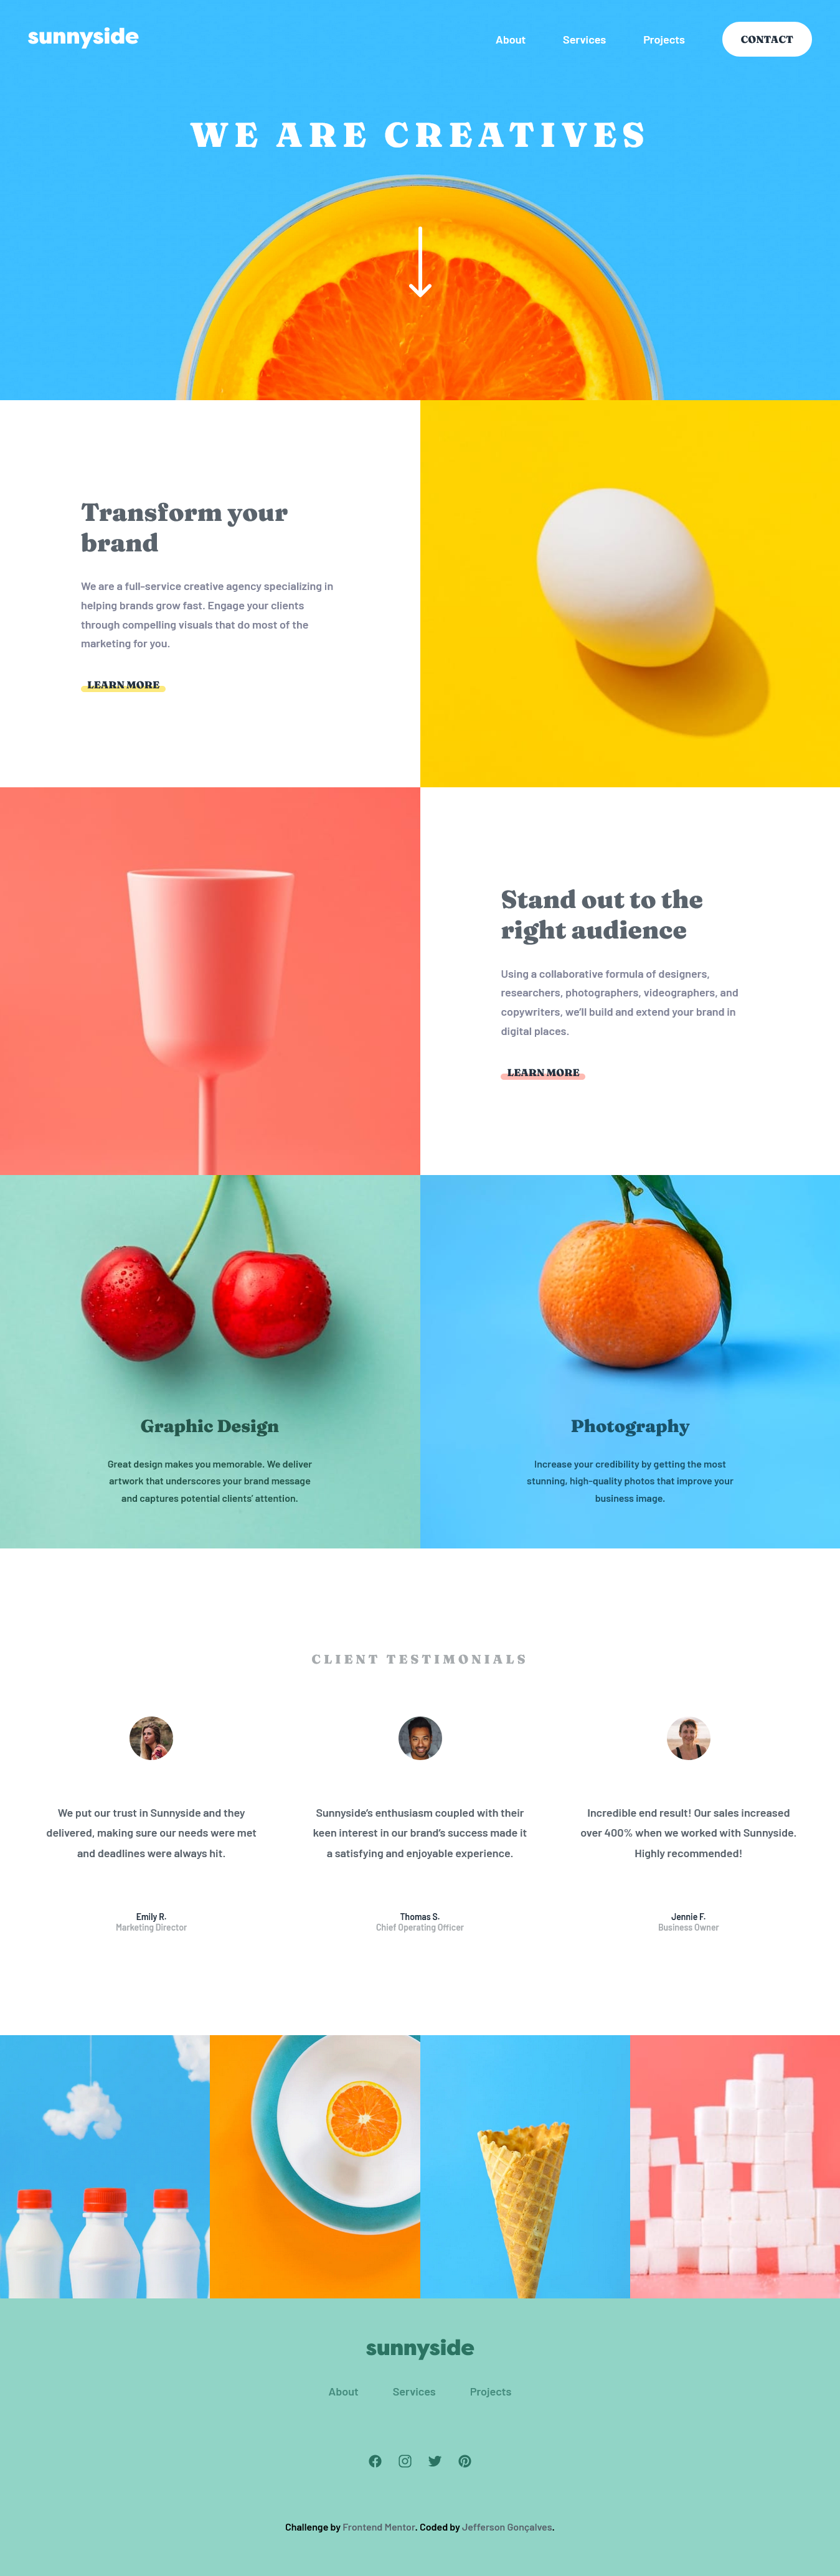 sunnyside
About Services Projects CONTACT
WE ARE CREATIVES
Transform your
brand
We are a full-service creative agency specializing in
helping brands grow fast. Engage your clients
through compelling visuals that do most of the
marketing for you.
LEARN MORE
Stand out to the
right audience
Using a collaborative formula of designers,
researchers, photographers, videographers, and
copywriters, we’ll build and extend your brand in
digital places.
LEARN MORE
Graphic Design
Great design makes you memorable. We deliver
artwork that underscores your brand message
and captures potential clients’ attention.
Photography
Increase your credibility by getting the most
stunning, high-quality photos that improve your
business image.
CLIENT TESTIMONIALS
We put our trust in Sunnyside and they
delivered, making sure our needs were met
and deadlines were always hit.
Emily R.
Marketing Director
Sunnyside’s enthusiasm coupled with their
keen interest in our brand’s success made it
a satisfying and enjoyable experience.
Thomas S.
Chief Operating Officer
Incredible end result! Our sales increased
over 400% when we worked with Sunnyside.
Highly recommended!
Jennie F.
Business Owner
sunnyside
About Services Projects
Challenge by Frontend Mentor. Coded by Jefferson Gonçalves.